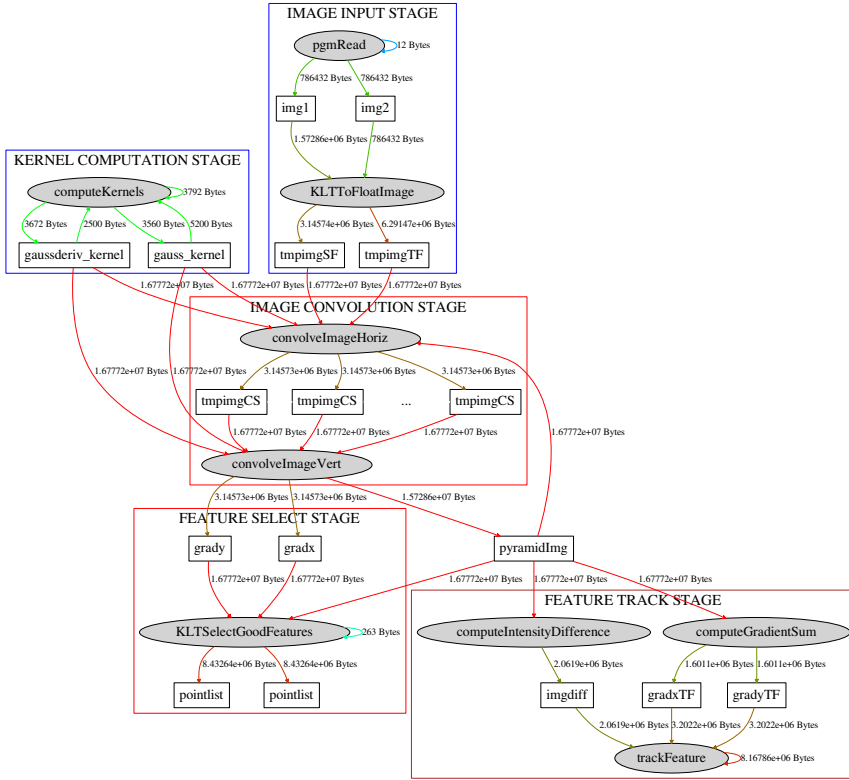 IMAGE INPUT STAGE
pgmRead
12 Bytes
786432 Bytes
786432 Bytes
img1
img2
1.57286e+06 Bytes
786432 Bytes
KERNEL COMPUTATION STAGE
computeKernels
3792 Bytes
KLTToFloatImage
3672 Bytes
2500 Bytes
3560 Bytes
5200 Bytes
3.14574e+06 Bytes
6.29147e+06 Bytes
gaussderiv_kernel
gauss_kernel
tmpimgSF
tmpimgTF
1.67772e+07 Bytes
1.67772e+07 Bytes
1.67772e+07 Bytes
1.67772e+07 Bytes
IMAGE CONVOLUTION STAGE
convolveImageHoriz
1.67772e+07 Bytes
1.67772e+07 Bytes
3.14573e+06 Bytes
3.14573e+06 Bytes
3.14573e+06 Bytes
tmpimgCS
tmpimgCS
...
tmpimgCS
1.67772e+07 Bytes
1.67772e+07 Bytes
1.67772e+07 Bytes
1.67772e+07 Bytes
convolveImageVert
3.14573e+06 Bytes
3.14573e+06 Bytes
1.57286e+07 Bytes
FEATURE SELECT STAGE
grady
gradx
pyramidImg
1.67772e+07 Bytes
1.67772e+07 Bytes
1.67772e+07 Bytes
1.67772e+07 Bytes
1.67772e+07 Bytes
FEATURE TRACK STAGE
KLTSelectGoodFeatures
263 Bytes
computeIntensityDifference
computeGradientSum
8.43264e+06 Bytes
8.43264e+06 Bytes
2.0619e+06 Bytes
1.6011e+06 Bytes
1.6011e+06 Bytes
pointlist
pointlist
imgdiff
gradxTF
gradyTF
2.0619e+06 Bytes
3.2022e+06 Bytes
3.2022e+06 Bytes
trackFeature
8.16786e+06 Bytes